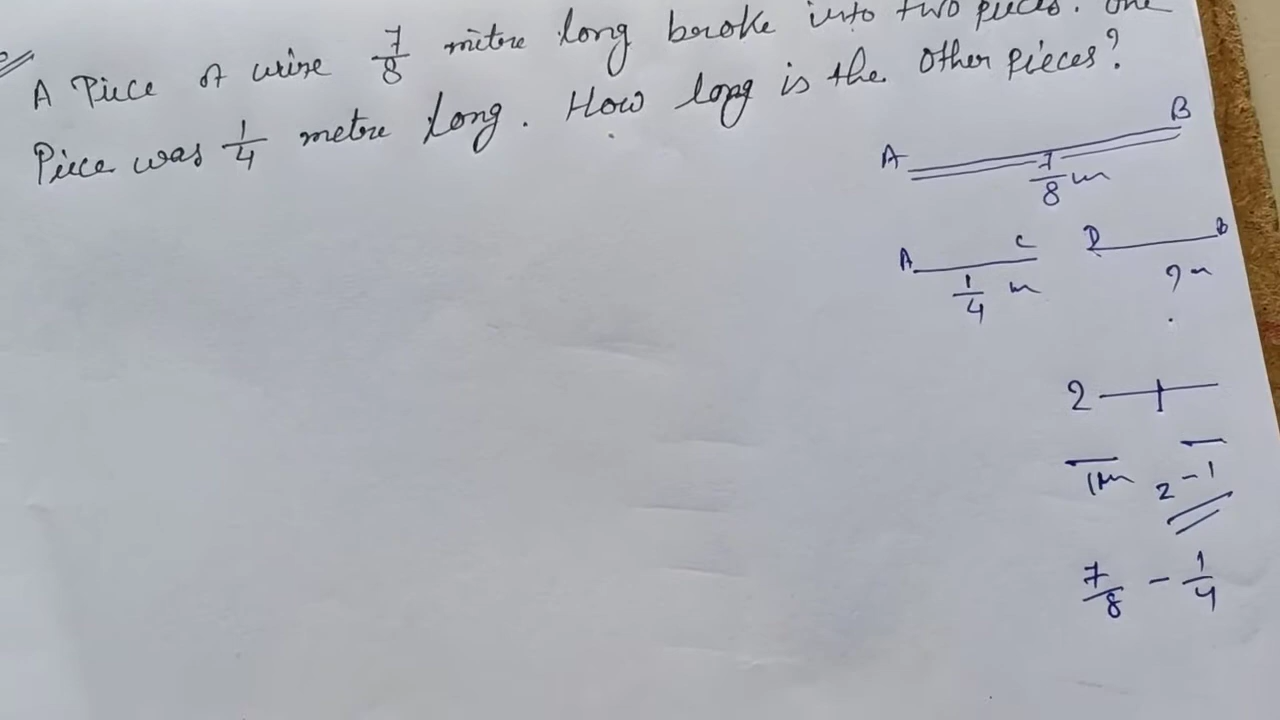 A Piece of wire 7/8 metre long broke into two pieces. One
Piece was 1/4 metre long. How long is the other pieces?
A B
7/8 m
A C D B
1/4 m ? m
2
1m 2-1
7/8 - 1/4